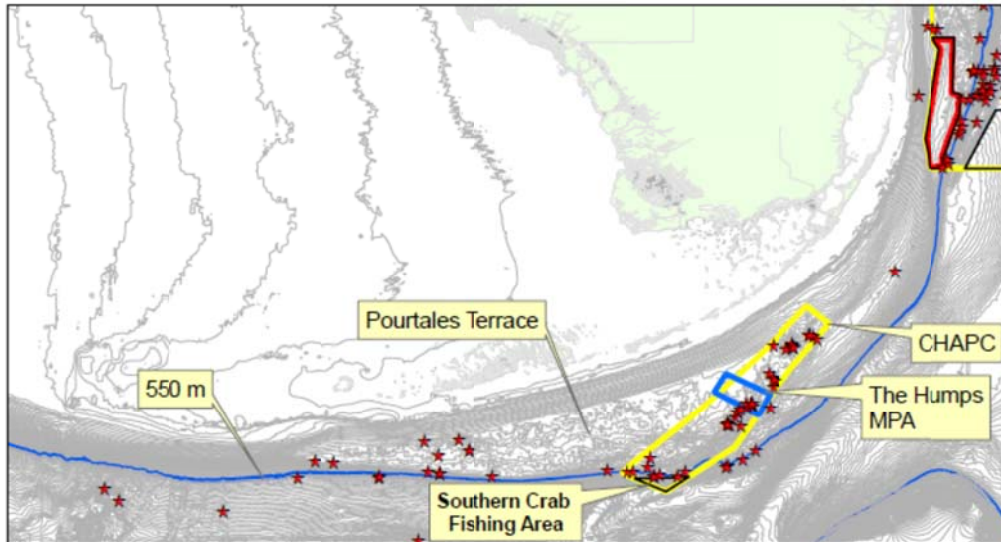 Pourtales Terrace
CHAPC
550 m
The Humps
MPA
Southern Crab
Fishing Area